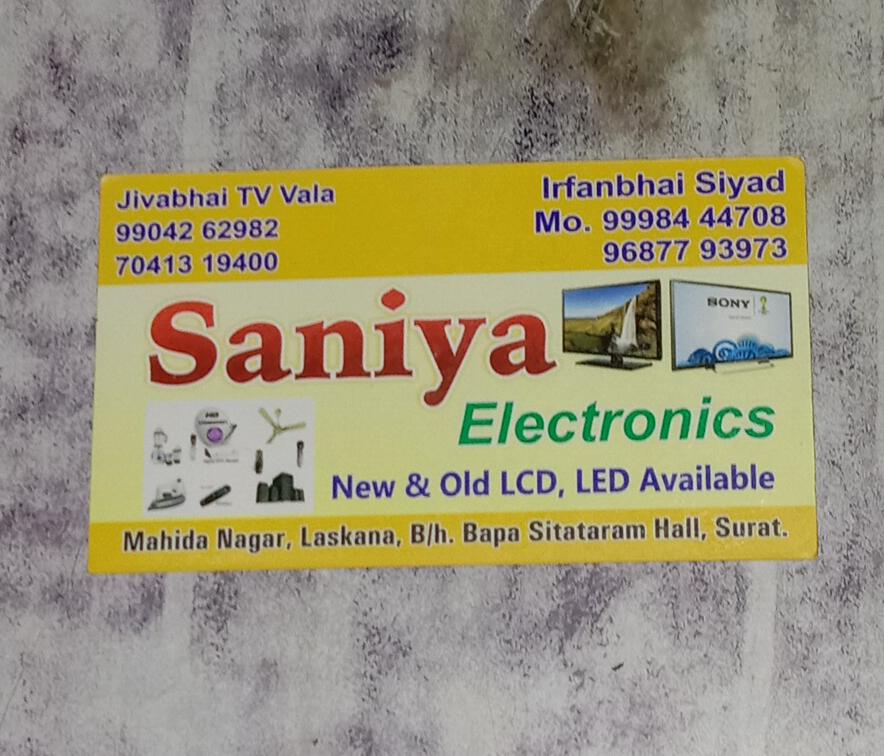 Jivabhai TV Vala
99042 62982
70413 19400
Irfanbhai Siyad
Mo. 99984 44708
96877 93973
Saniya
SONY
Electronics
New & Old LCD, LED Available
Mahida Nagar, Laskana, B/h. Bapa Sitataram Hall, Surat.